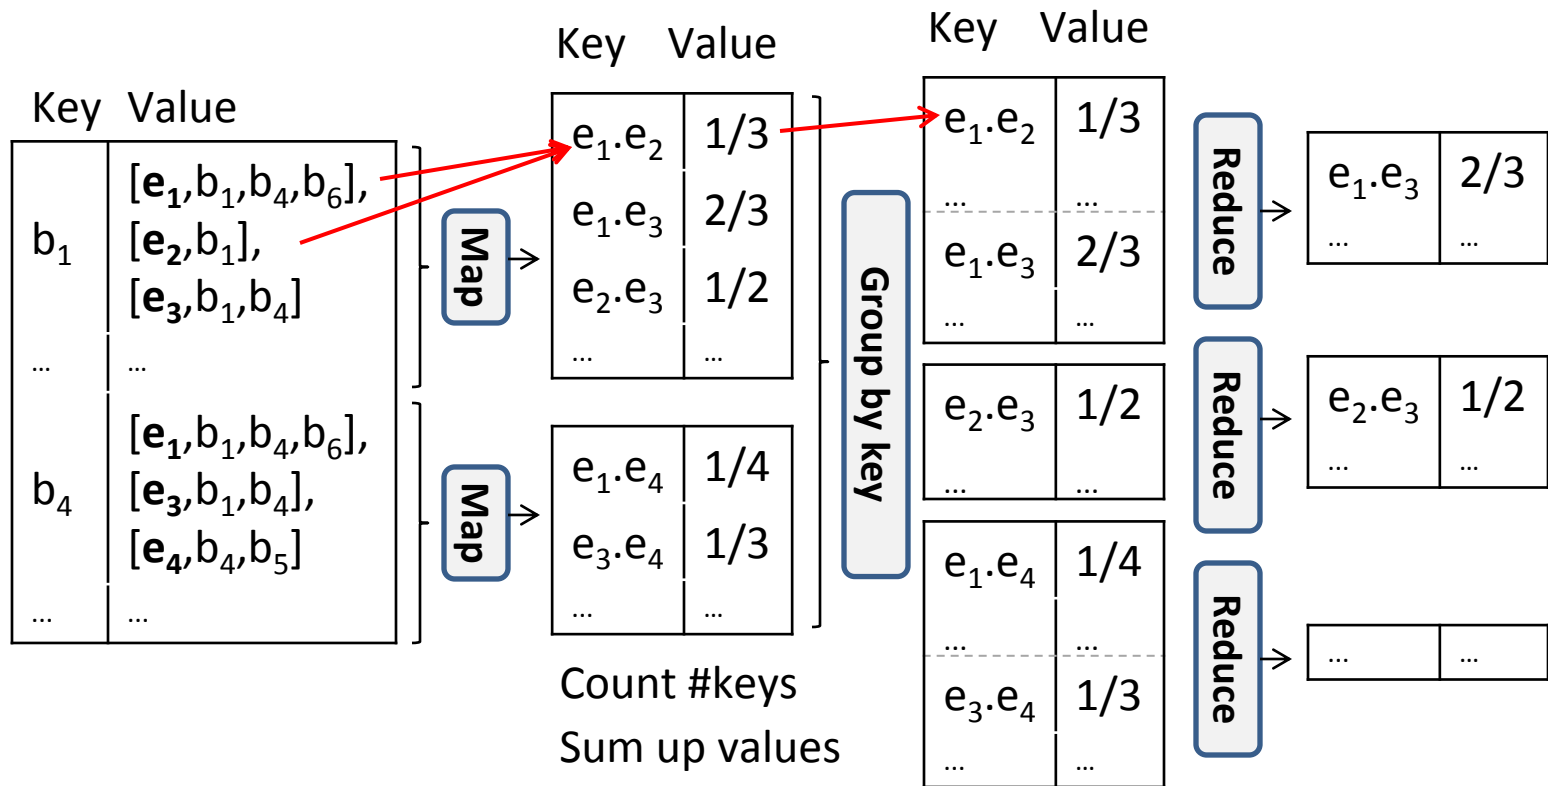 Key Value
b₁ [e₁,b₁,b₄,b₆],
[e₂,b₁],
[e₃,b₁,b₄]
... ...
b₄ [e₁,b₁,b₄,b₆],
[e₃,b₁,b₄],
[e₄,b₄,b₅]
... ...
Map
Map
Key Value
e₁.e₂ 1/3
e₁.e₃ 2/3
e₂.e₃ 1/2
... ...
e₁.e₄ 1/4
e₃.e₄ 1/3
... ...
Count #keys
Sum up values
Group by key
Key Value
e₁.e₂ 1/3
... ...
e₁.e₃ 2/3
... ...
e₂.e₃ 1/2
... ...
e₁.e₄ 1/4
... ...
e₃.e₄ 1/3
... ...
Reduce
Reduce
Reduce
e₁.e₃ 2/3
... ...
e₂.e₃ 1/2
... ...
... ...